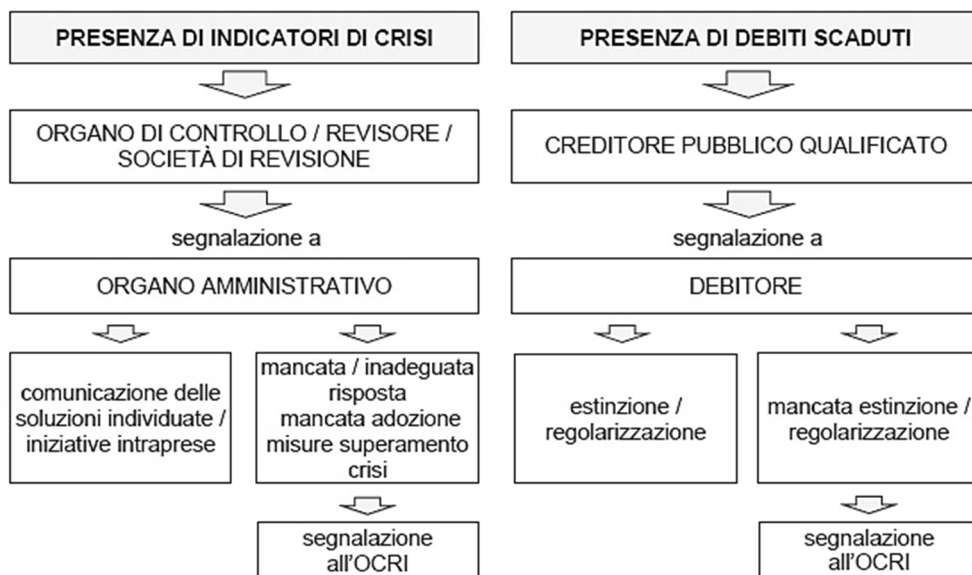 PRESENZA DI INDICATORI DI CRISI
ORGANO DI CONTROLLO / REVISORE /
SOCIETÀ DI REVISIONE
segnalazione a
ORGANO AMMINISTRATIVO
comunicazione delle
soluzioni individuate /
iniziative intraprese
mancata / inadeguata
risposta
mancata adozione
misure superamento
crisi
segnalazione
all'OCRI
PRESENZA DI DEBITI SCADUTI
CREDITORE PUBBLICO QUALIFICATO
segnalazione a
DEBITORE
estinzione /
regolarizzazione
mancata estinzione /
regolarizzazione
segnalazione
all'OCRI